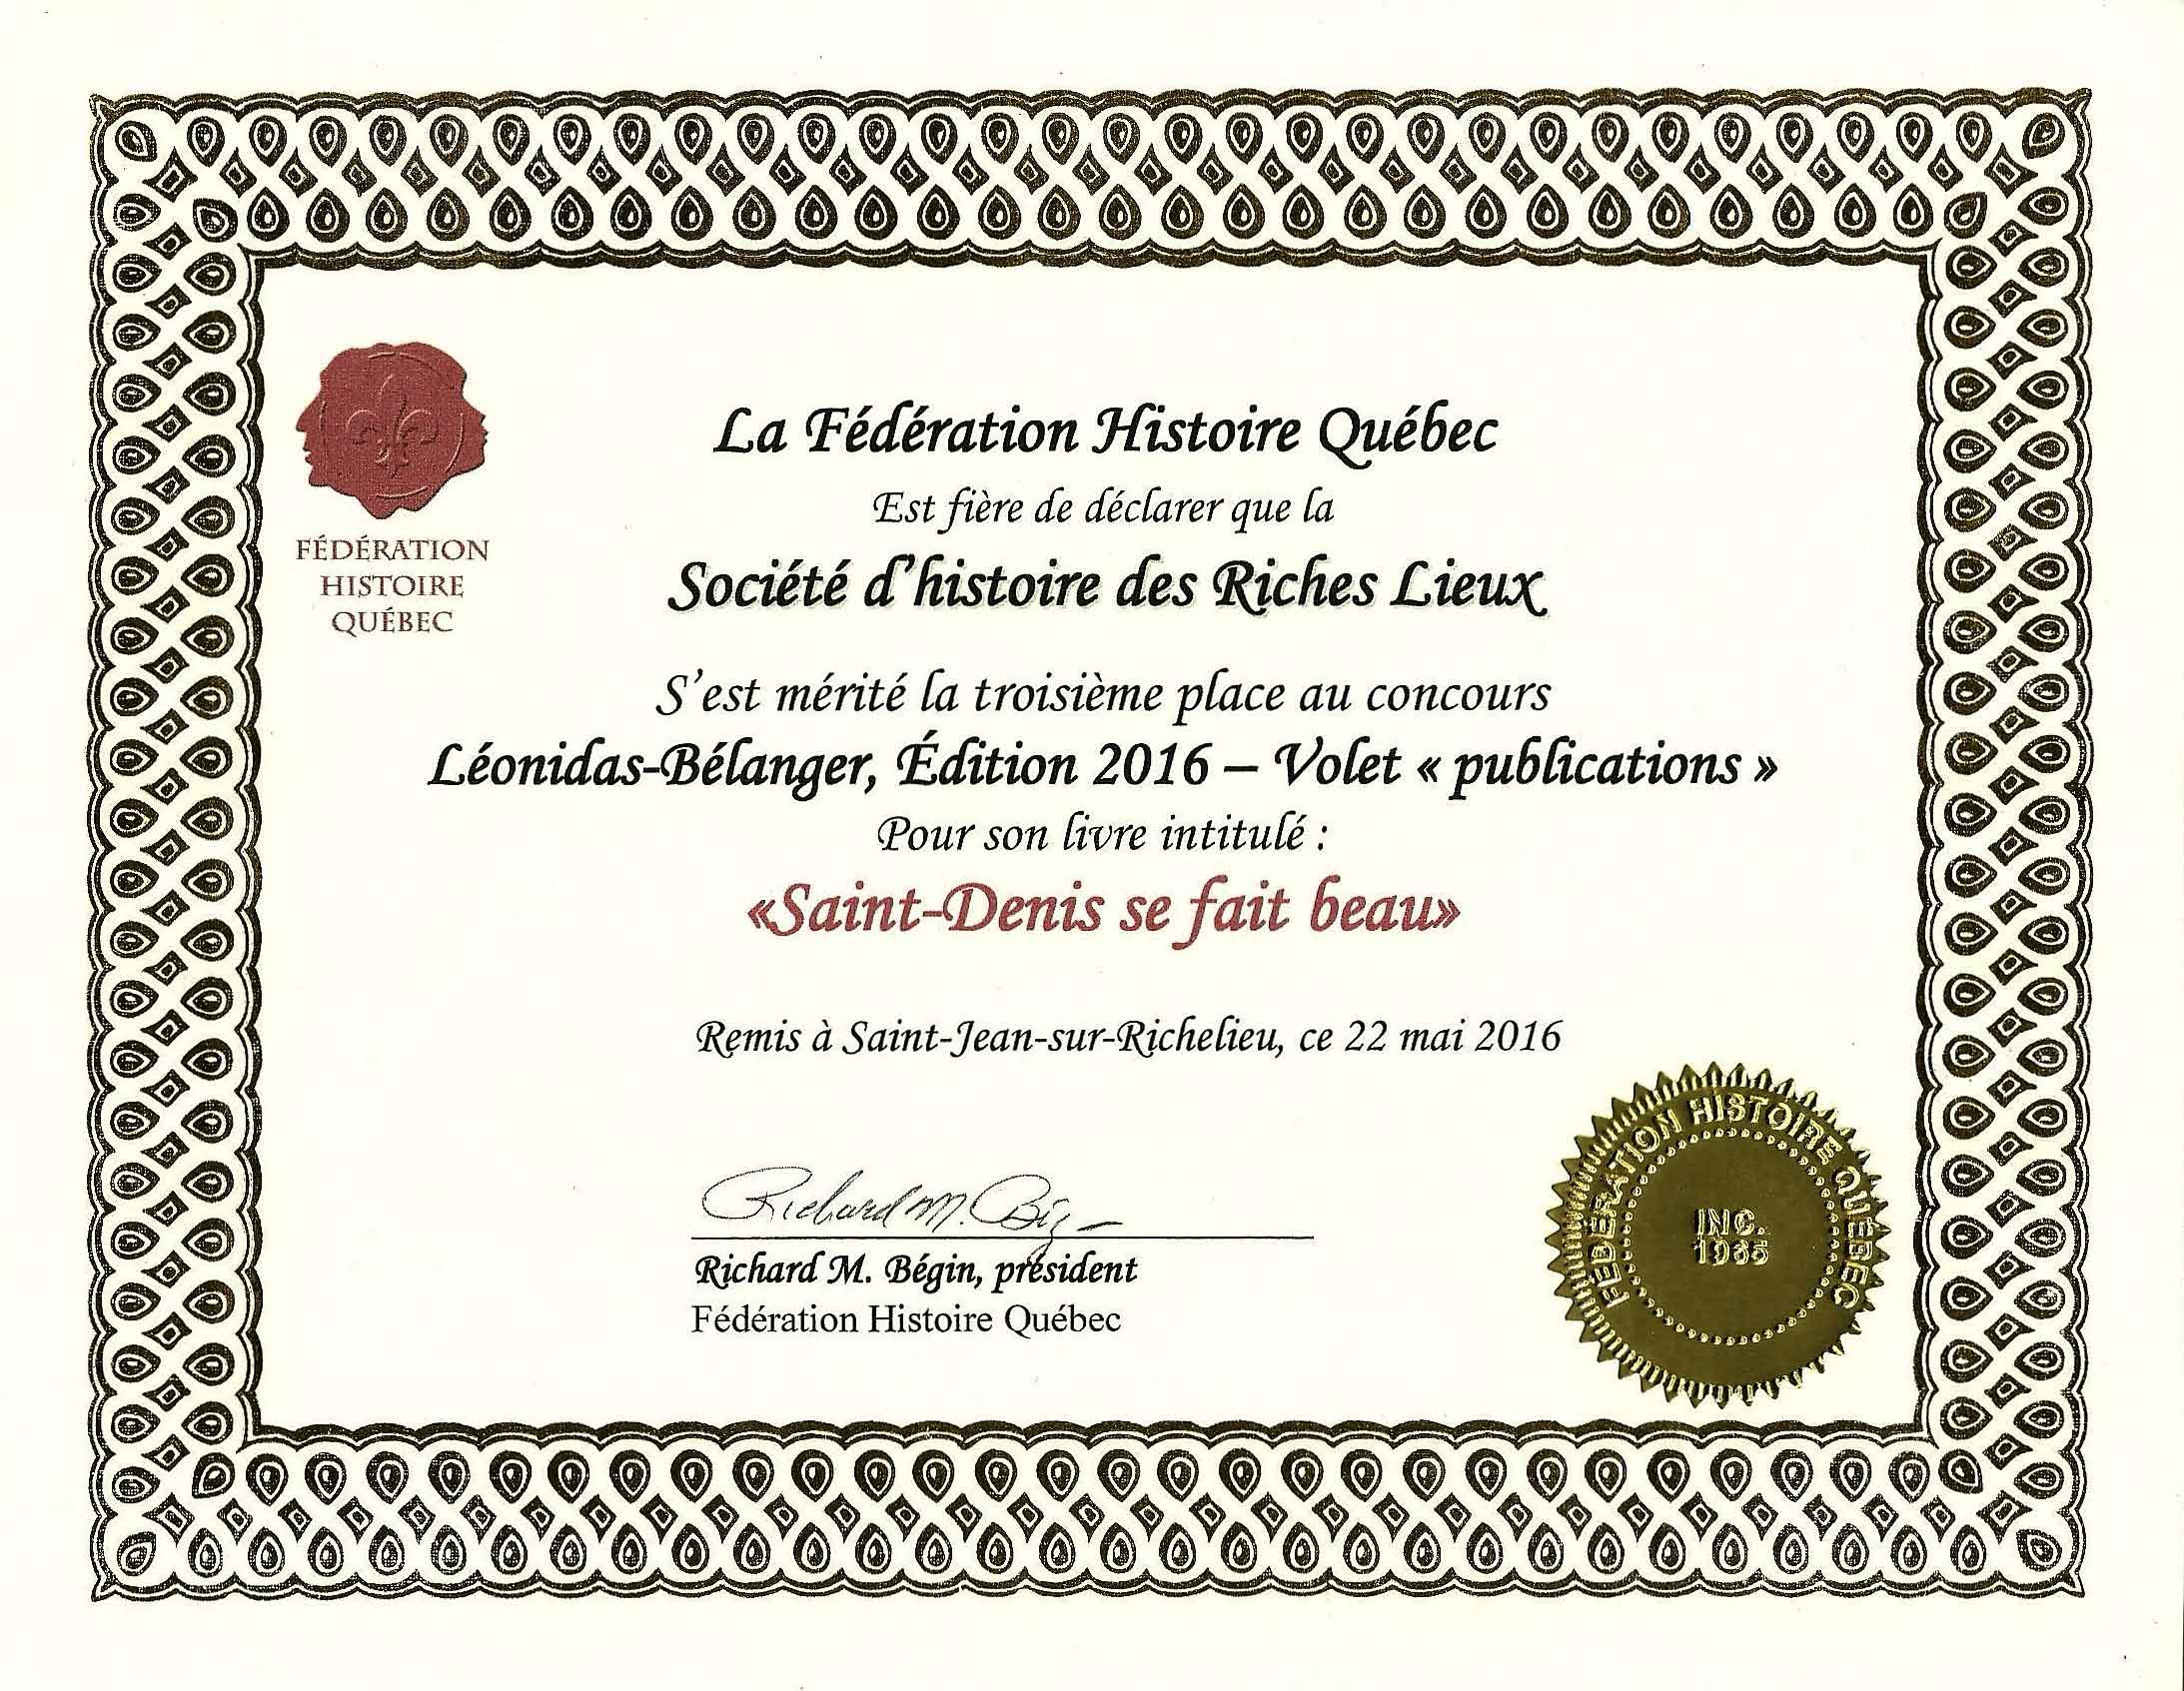 La Fédération Histoire Québec
Est fière de déclarer que la
FÉDÉRATION
HISTOIRE
QUÉBEC
Société d'histoire des Riches Lieux
S'est mérité la troisième place au concours
Léonidas-Bélanger, Édition 2016 – Volet « publications »
Pour son livre intitulé :
«Saint-Denis se fait beau»
Remis à Saint-Jean-sur-Richelieu, ce 22 mai 2016
FÉDÉRATION HISTOIRE QUÉBEC
INC.
1965
Richard M. Bég
Richard M. Bégin, président
Fédération Histoire Québec